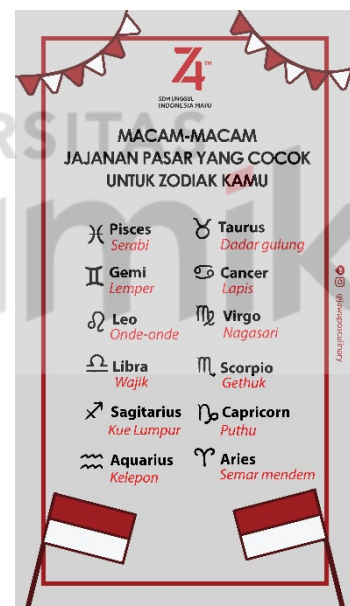 74TH
SDM UNGGUL
INDONESIA MAJU
MACAM-MACAM
JAJANAN PASAR YANG COCOK
UNTUK ZODIAK KAMU
Pisces
Serabi
Taurus
Dadar gulung
Gemi
Lemper
Cancer
Lapis
Leo
Onde-onde
Virgo
Nagasari
Libra
Wajik
Scorpio
Gethuk
Sagitarius
Kue Lumpur
Capricorn
Puthu
Aquarius
Kelepon
Aries
Semar mendem